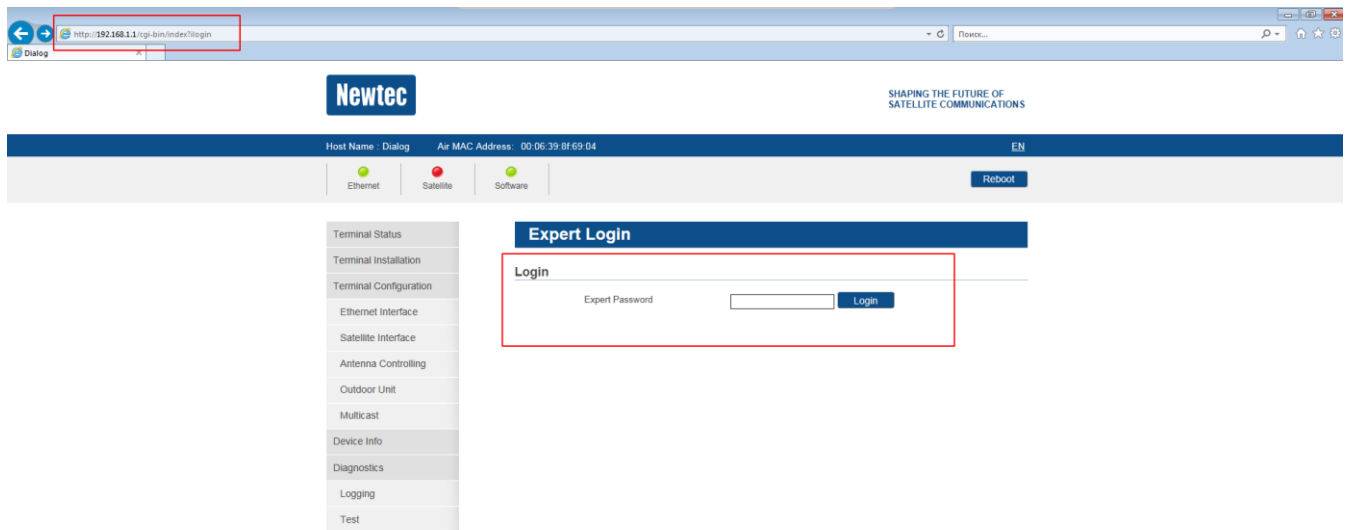 http://192.168.1.1/cgi-bin/index?ilogin
Поиск...
Dialog
Newtec
SHAPING THE FUTURE OF
SATELLITE COMMUNICATIONS
Host Name : Dialog Air MAC Address: 00:06:39:8f:69:04 EN
Ethernet Satellite Software Reboot
Terminal Status
Terminal Installation
Terminal Configuration
Ethernet Interface
Satellite Interface
Antenna Controlling
Outdoor Unit
Multicast
Device Info
Diagnostics
Logging
Test
Expert Login
Login
Expert Password Login